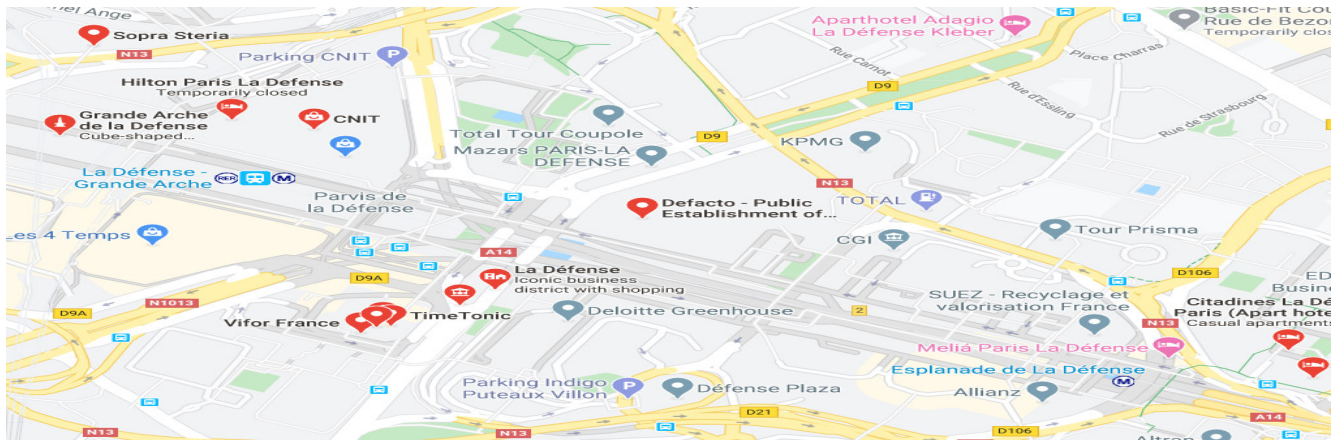 Sopra Steria
N13
Parking CNIT
Hilton Paris La Defense
Temporarily closed
Grande Arche
de la Defense
Cube-shaped...
CNIT
La Défense -
Grande Arche
RER
M
Parvis de
la Défense
Les 4 Temps
Aparthotel Adagio
La Défense Kleber
Rue Carnot
D9
Rue d'Essling
Place Charras
Rue de Strasbourg
Rue de Bezon
Temporarily clos
Total Tour Coupole
Mazars PARIS-LA
DEFENSE
D9
KPMG
N13
TOTAL
Defacto - Public
Establishment of...
CGI
Tour Prisma
A14
La Défense
Iconic business
district with shopping
D9A
N1013
D9A
Vifor France
TimeTonic
Deloitte Greenhouse
2
D106
SUEZ - Recyclage et
valorisation France
N13
Citadines La Dé
Paris (Apart hote
Casual apartments
Meliá Paris La Défense
Esplanade de La Défense
M
Allianz
Parking Indigo
Puteaux Villon
Défense Plaza
D21
N13
N13
D106
A14